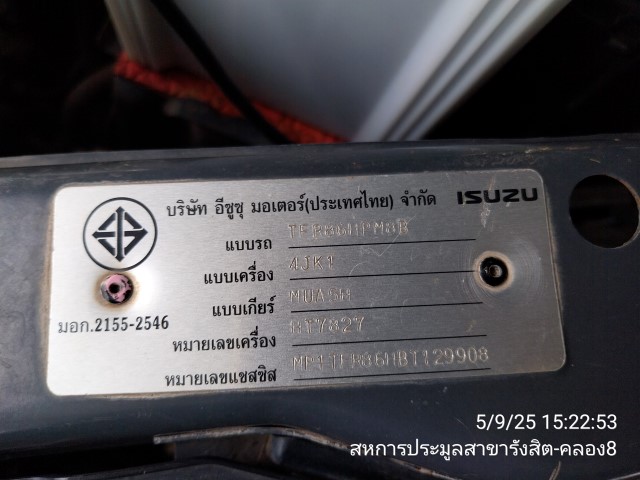 บริษัท อีซูซุ มอเตอร์(ประเทศไทย) จำกัด ISUZU
แบบรถ
แบบเครื่อง 4JK1
แบบเกียร์ MUA5H
มอก.2155-2546
หมายเลขเครื่อง HT7827
หมายเลขแชสซิส
5/9/25 15:22:53
สหการประมูลสาขารังสิต-คลอง8